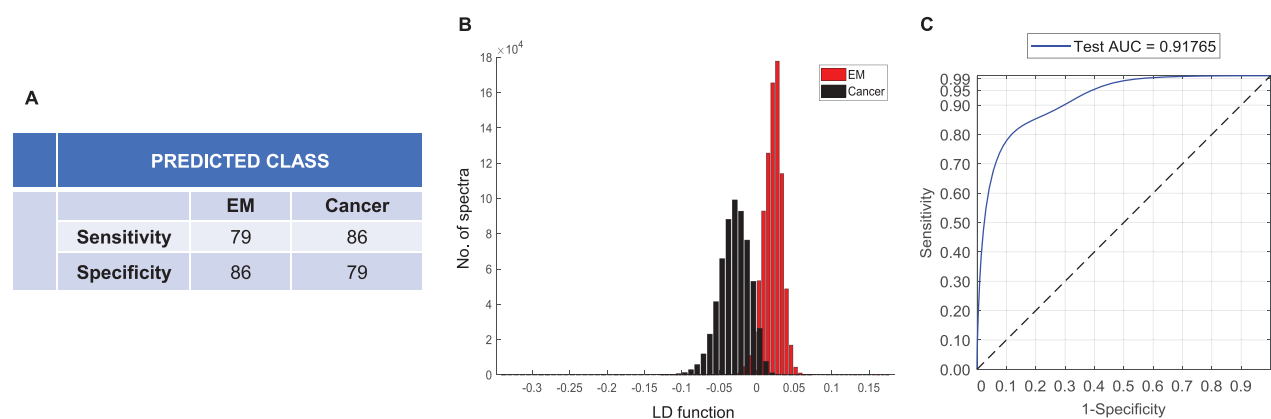 A
PREDICTED CLASS
EM Cancer
Sensitivity 79 86
Specificity 86 79
B
×10⁴
18
16
14
12
10
8
6
4
2
0
No. of spectra
EM
Cancer
-0.3 -0.25 -0.2 -0.15 -0.1 -0.05 0 0.05 0.1 0.15
LD function
C
Test AUC = 0.91765
0.99
0.95
0.90
0.80
0.70
0.60
0.50
0.40
0.30
0.20
0.10
0.00
Sensitivity
0 0.1 0.2 0.3 0.4 0.5 0.6 0.7 0.8 0.9
1-Specificity